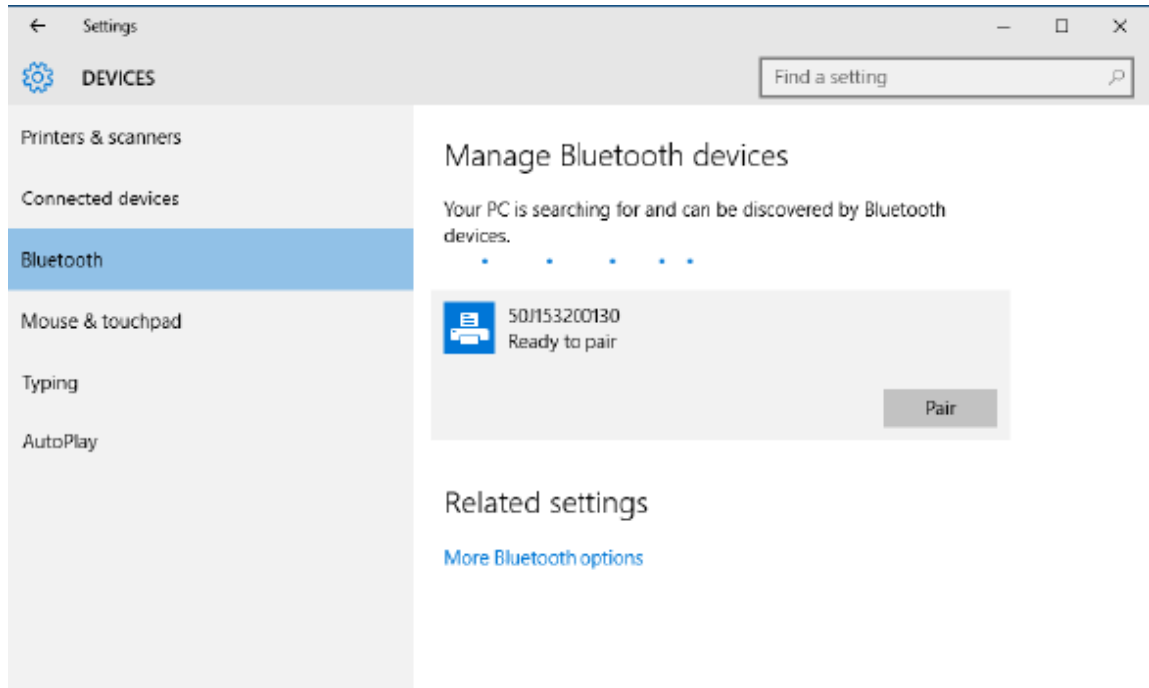 Settings
DEVICES
Find a setting
Printers & scanners
Connected devices
Bluetooth
Mouse & touchpad
Typing
AutoPlay
Manage Bluetooth devices
Your PC is searching for and can be discovered by Bluetooth
devices.
50J153200130
Ready to pair
Pair
Related settings
More Bluetooth options